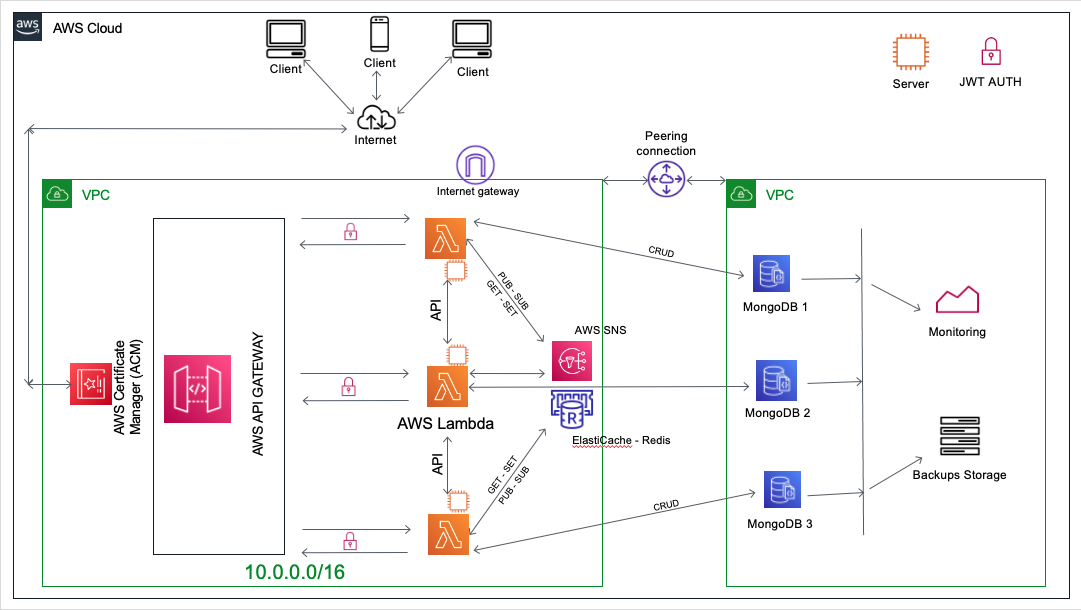 aws
AWS Cloud
Client
Client
Client
Internet
Server
JWT AUTH
Peering
connection
Internet gateway
VPC
VPC
AWS Certificate
Manager (ACM)
AWS API GATEWAY
API
API
AWS Lambda
PUB - SUB
GET - SET
CRUD
AWS SNS
R
ElastiCache - Redis
GET - SET
PUB - SUB
CRUD
MongoDB 1
MongoDB 2
MongoDB 3
Monitoring
Backups Storage
10.0.0.0/16